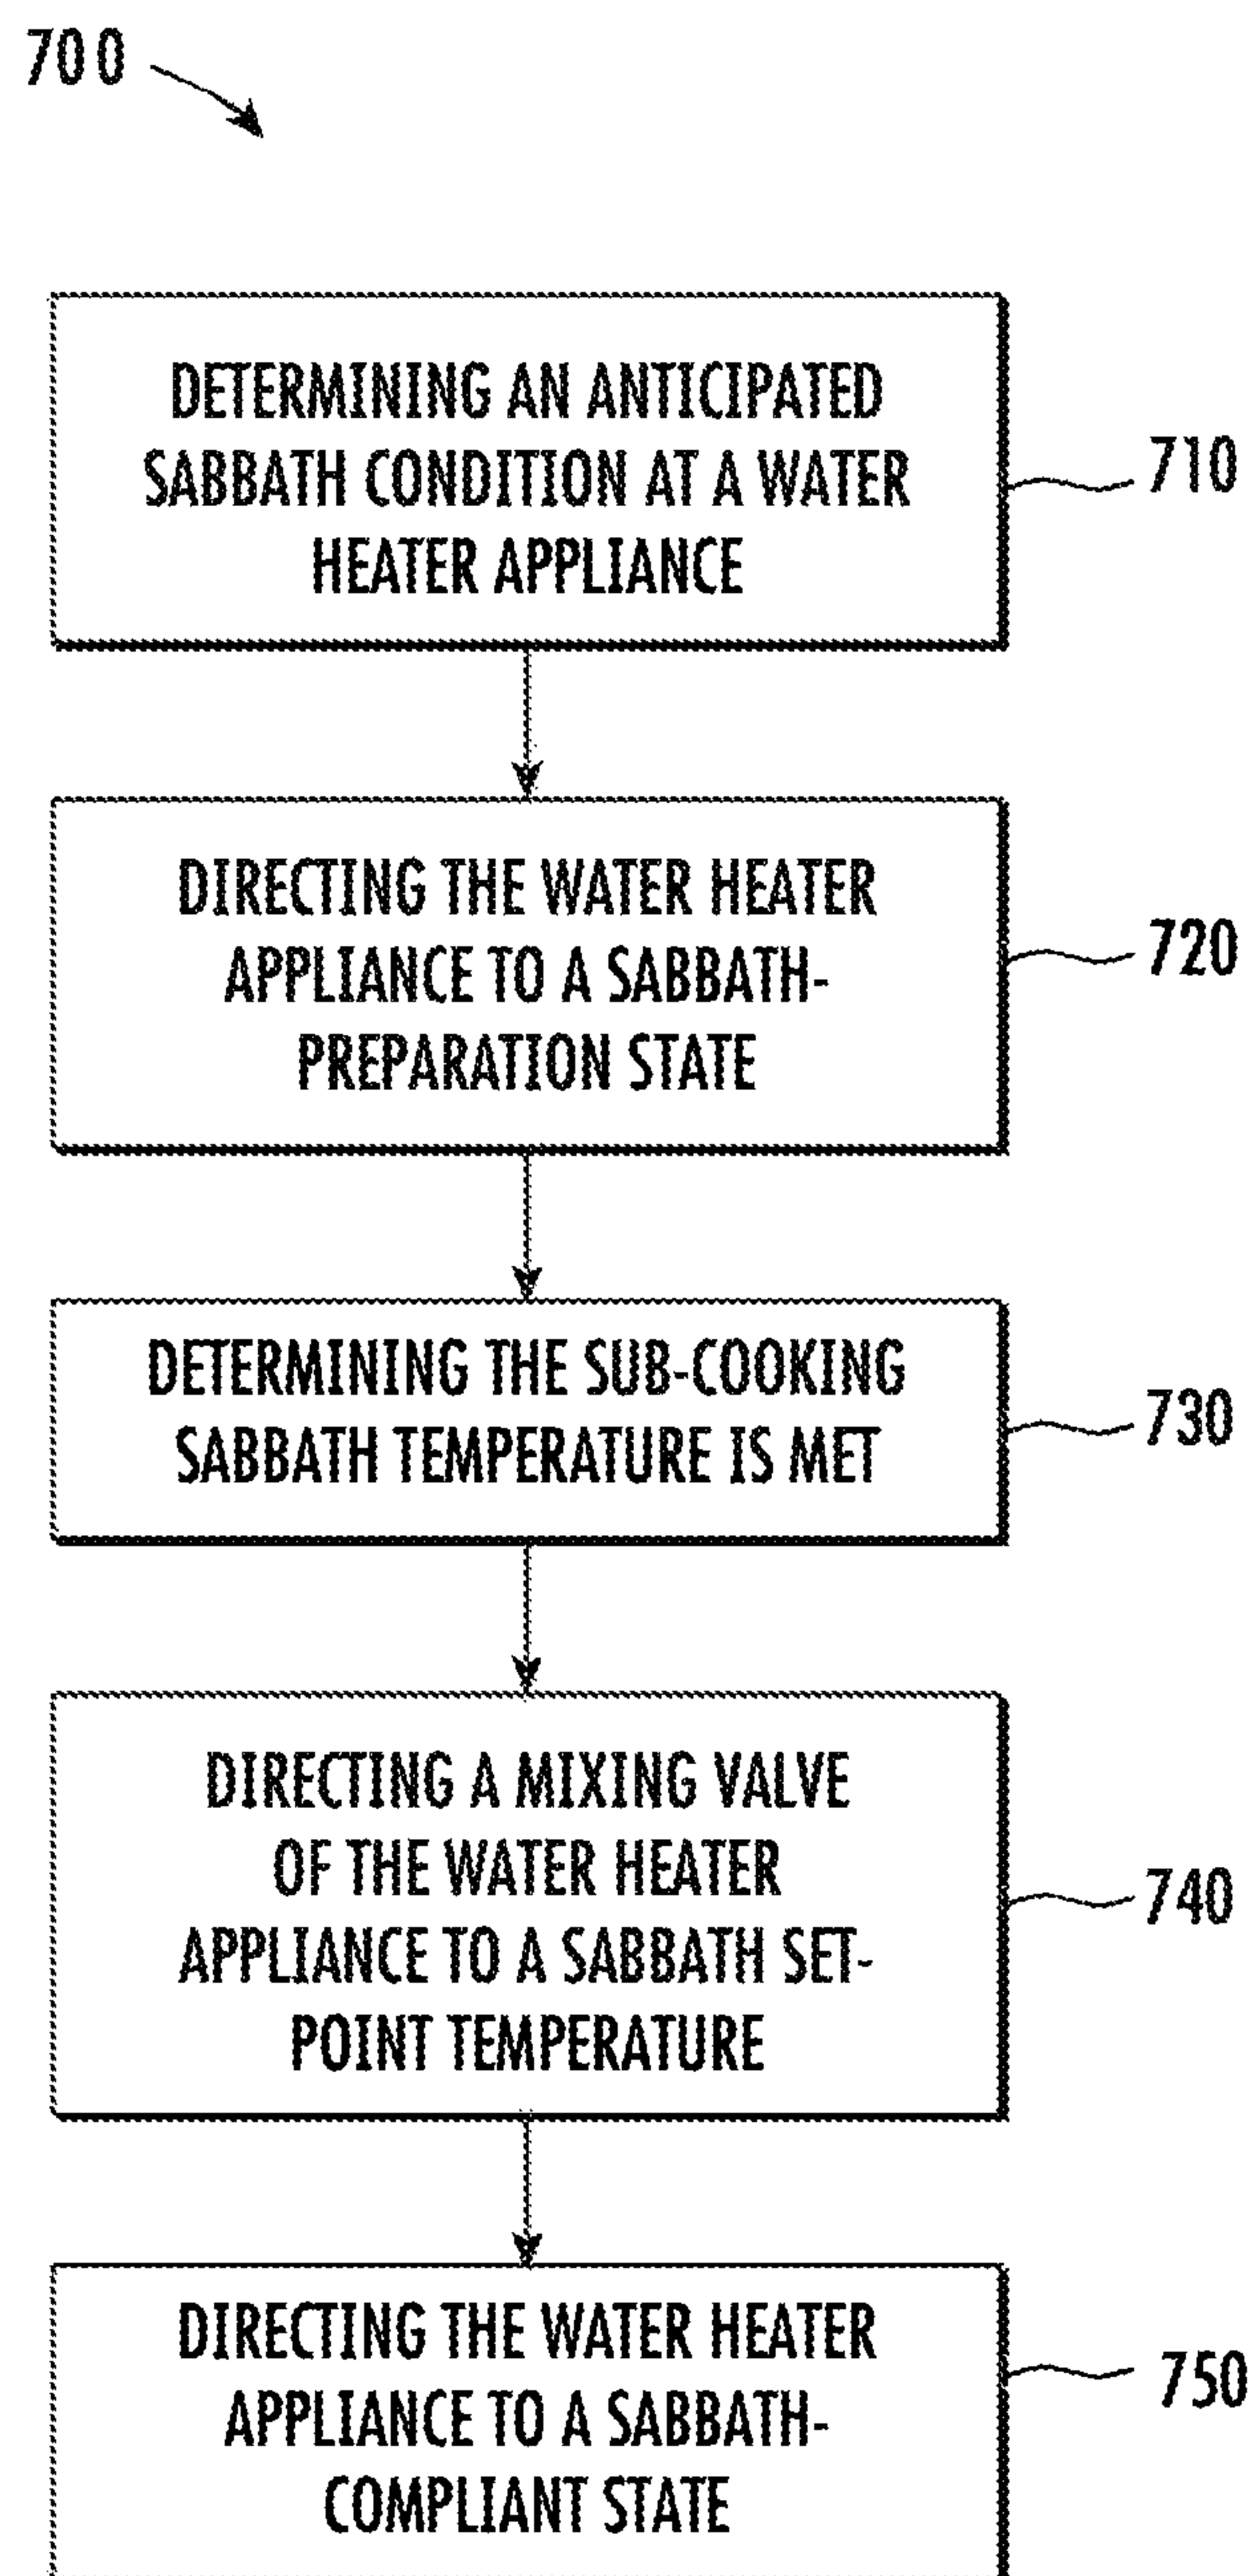 700
DETERMINING AN ANTICIPATED
SABBATH CONDITION AT A WATER
HEATER APPLIANCE
710
DIRECTING THE WATER HEATER
APPLIANCE TO A SABBATH-
PREPARATION STATE
720
DETERMINING THE SUB-COOKING
SABBATH TEMPERATURE IS MET
730
DIRECTING A MIXING VALVE
OF THE WATER HEATER
APPLIANCE TO A SABBATH SET-
POINT TEMPERATURE
740
DIRECTING THE WATER HEATER
APPLIANCE TO A SABBATH-
COMPLIANT STATE
750